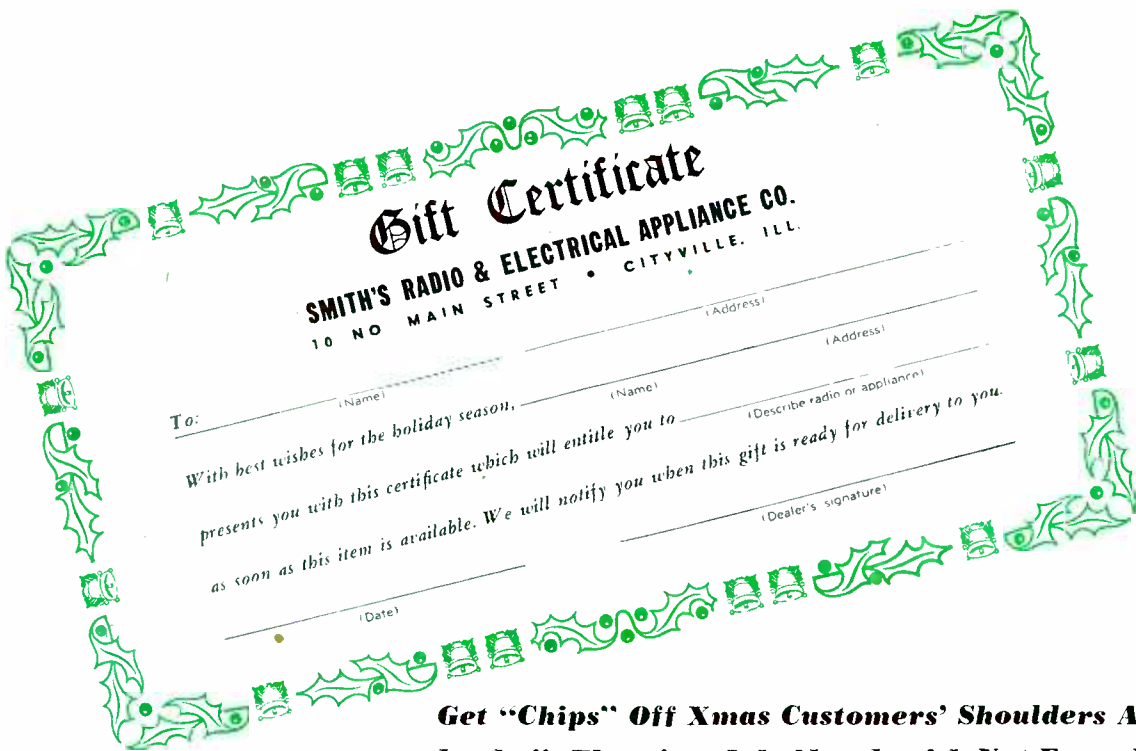 Gift Certificate
SMITH'S RADIO & ELECTRICAL APPLIANCE CO.
10 NO MAIN STREET • CITYVILLE, ILL.
To:
(Name) (Address)
With best wishes for the holiday season,
(Name) (Address)
presents you with this certificate which will entitle you to
(Describe radio or appliance)
as soon as this item is available. We will notify you when this gift is ready for delivery to you.
(Date) (Dealer's signature)
Get “Chips” Off Xmas Customers' Shoulders